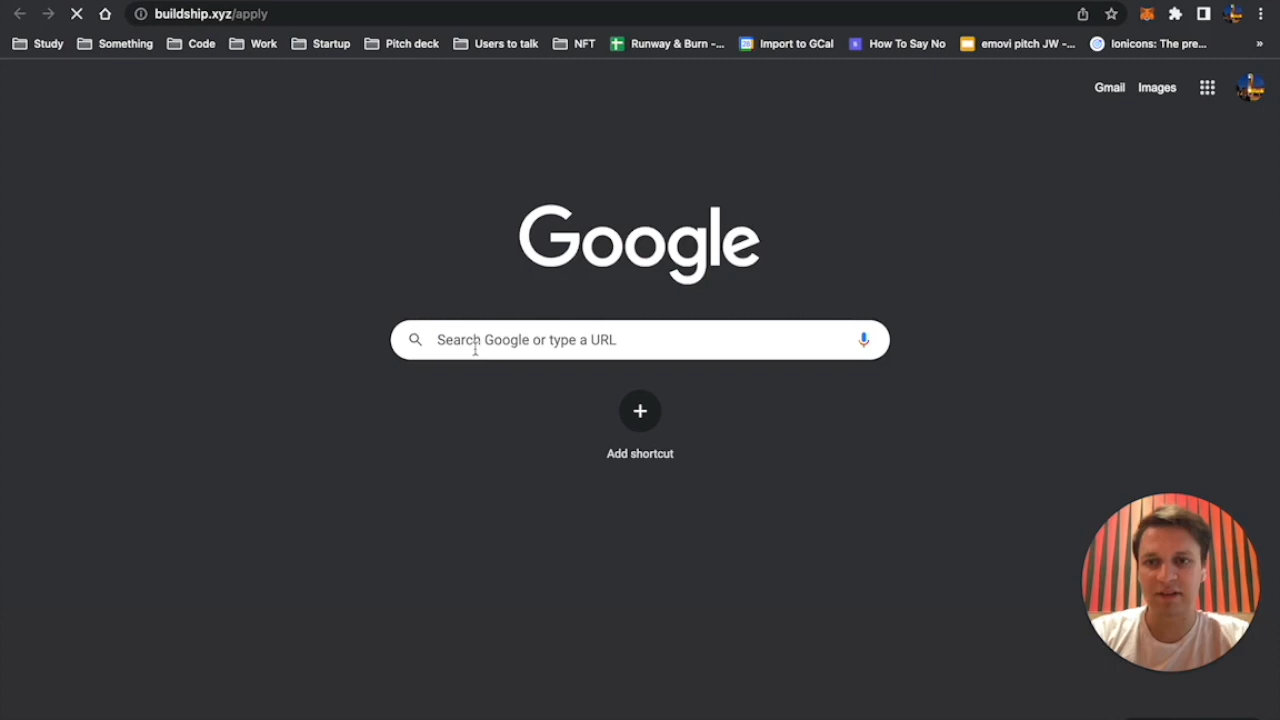 buildship.xyz/apply
Study Something Code Work Startup Pitch deck Users to talk NFT Runway & Burn -... Import to GCal How To Say No emovi pitch JW -... Ionicons: The pre... »
Gmail Images
Google
Search Google or type a URL
Add shortcut